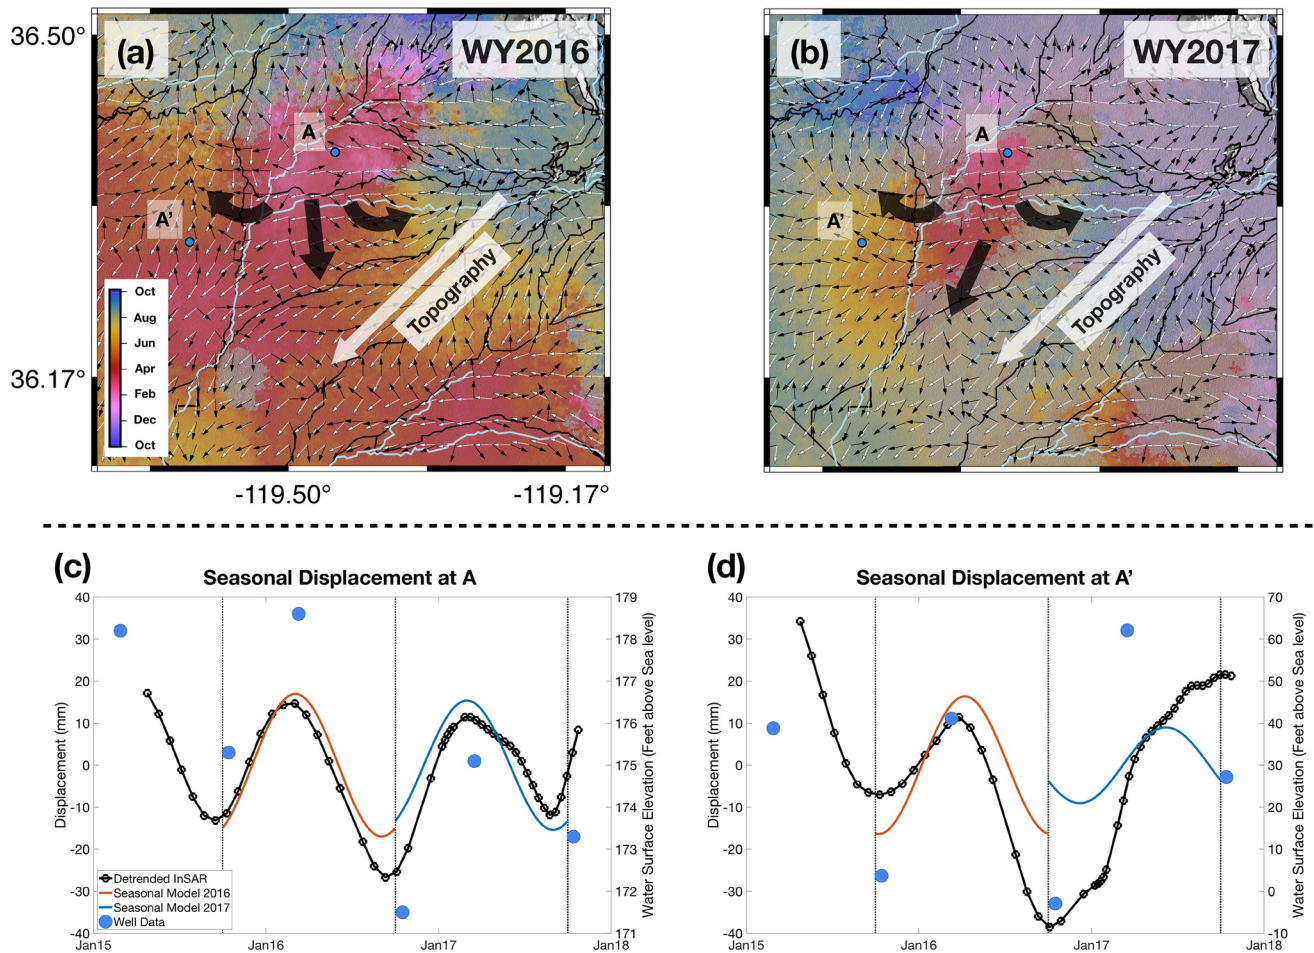 (a)
WY2016
(b)
WY2017
36.50°
36.17°
A
A'
Topography
Oct
Aug
Jun
Apr
Feb
Dec
Oct
-119.50°
-119.17°
A
A'
Topography
(c)
Seasonal Displacement at A
40
30
20
10
0
-10
-20
-30
-40
Displacement (mm)
179
178
177
176
175
174
173
172
171
Water Surface Elevation (Feet above Sea level)
Detrended InSAR
Seasonal Model 2016
Seasonal Model 2017
Well Data
Jan15
Jan16
Jan17
Jan18
(d)
Seasonal Displacement at A'
40
30
20
10
0
-10
-20
-30
-40
Displacement (mm)
70
60
50
40
30
20
10
0
-10
Water Surface Elevation (Feet above Sea level)
Jan15
Jan16
Jan17
Jan18